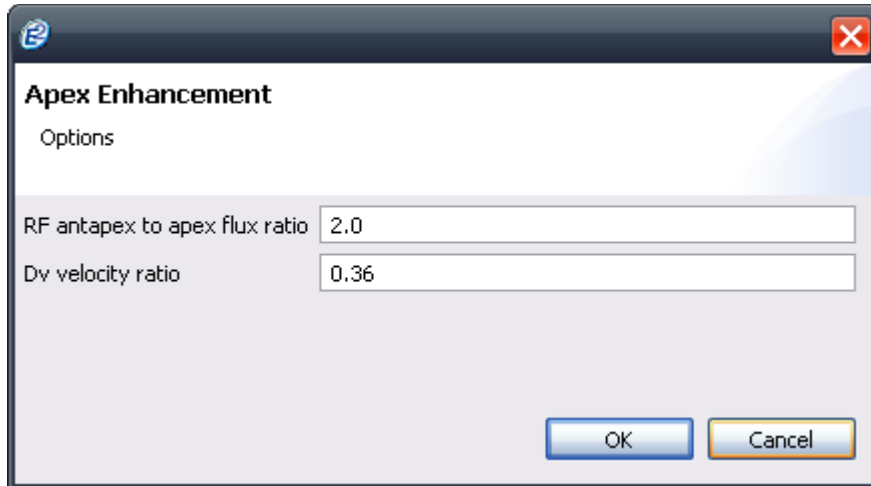 Apex Enhancement
Options
RF antapex to apex flux ratio 2.0
Dv velocity ratio 0.36
OK Cancel